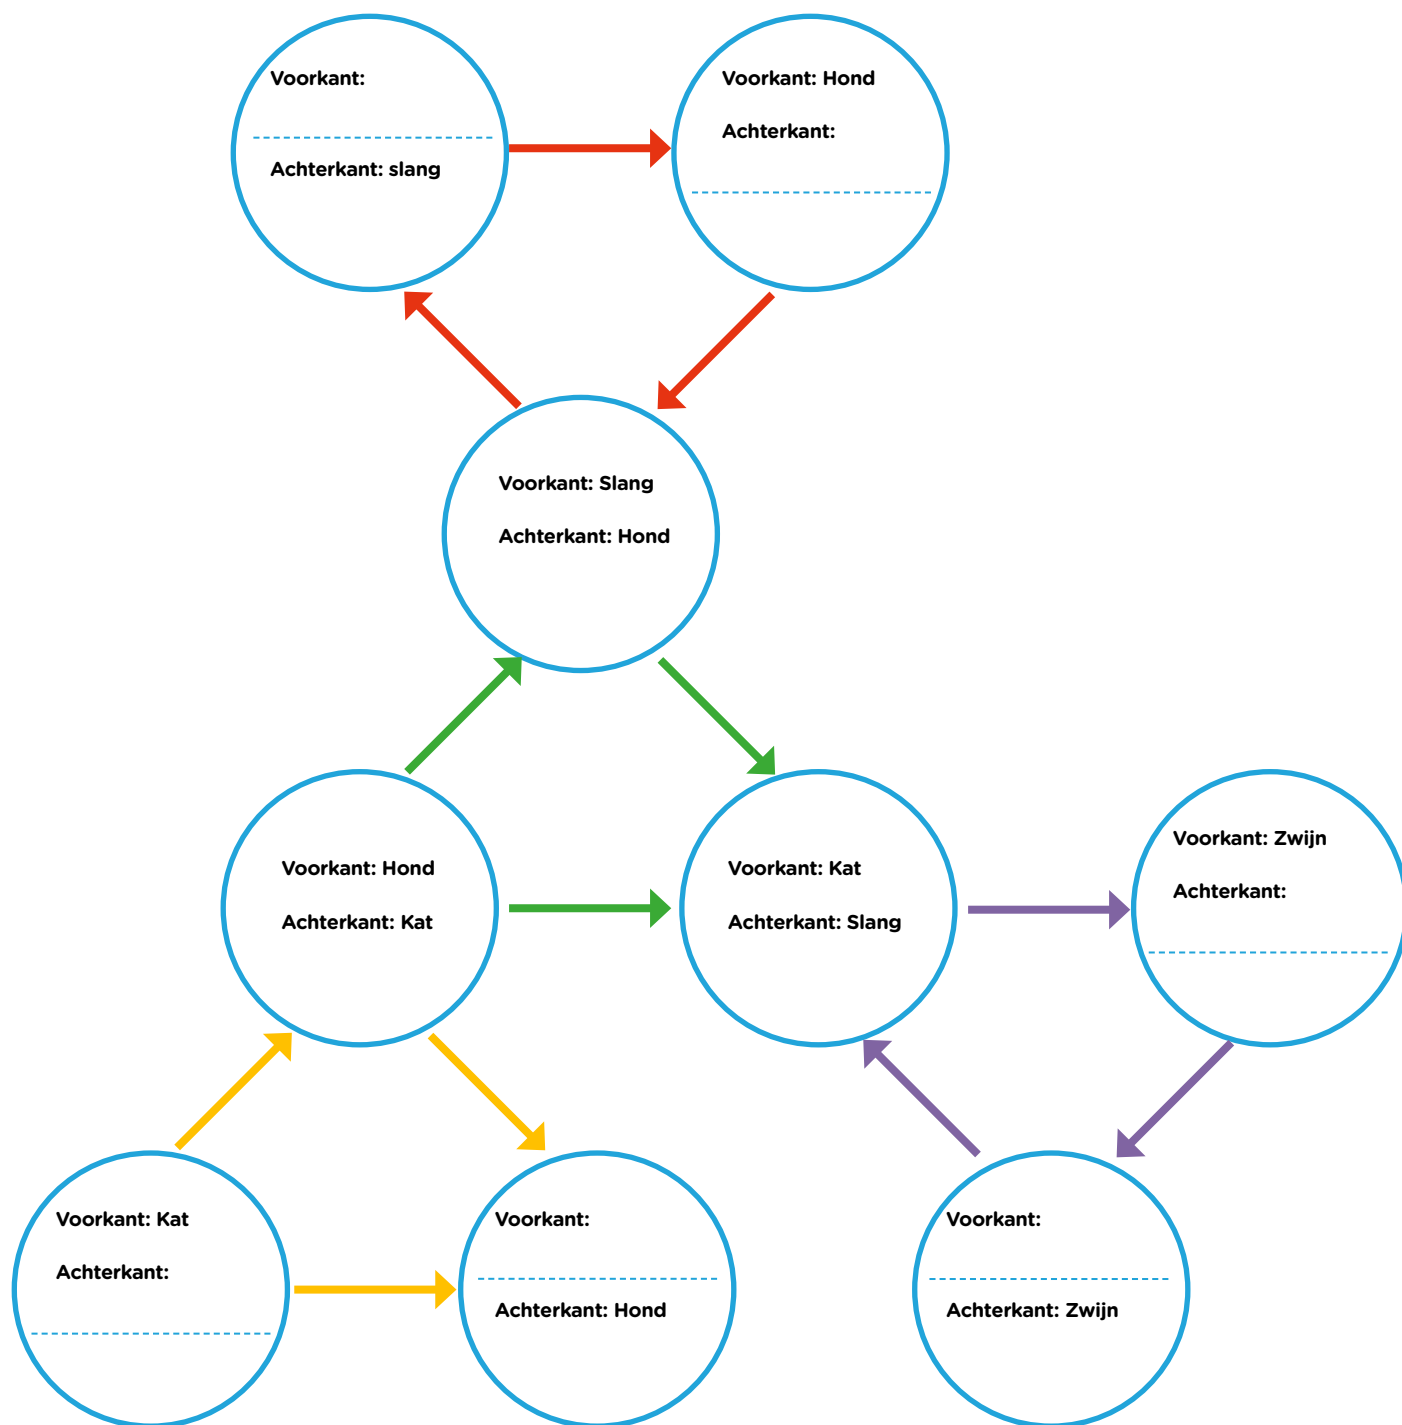 Voorkant:
Achterkant: slang
Voorkant: Hond
Achterkant:
Voorkant: Slang
Achterkant: Hond
Voorkant: Hond
Achterkant: Kat
Voorkant: Kat
Achterkant: Slang
Voorkant: Zwijn
Achterkant:
Voorkant: Kat
Achterkant:
Voorkant:
Achterkant: Hond
Voorkant:
Achterkant: Zwijn